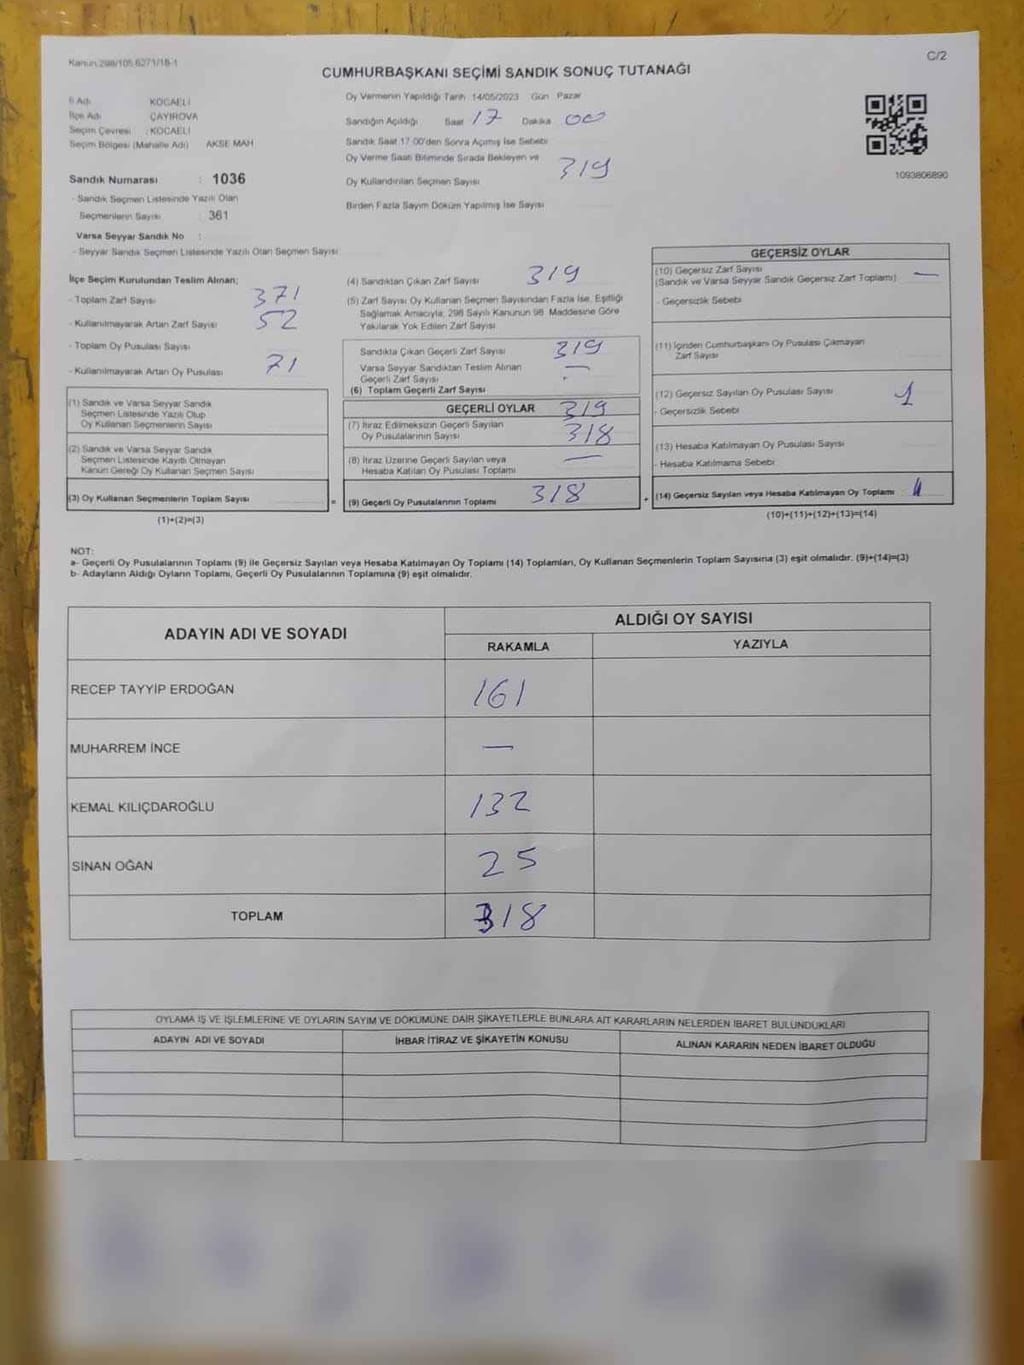 Kanun:298/105,6271/18-1
C/2
CUMHURBAŞKANI SEÇİMİ SANDIK SONUÇ TUTANAĞI
İl Adı KOCAELİ
İlçe Adı ÇAYIROVA
Seçim Çevresi : KOCAELİ
Seçim Bölgesi (Mahalle Adı) AKSE MAH
Sandık Numarası : 1036
- Sandık Seçmen Listesinde Yazılı Olan
Seçmenlerin Sayısı : 361
Varsa Seyyar Sandık No :
- Seyyar Sandık Seçmen Listesinde Yazılı Olan Seçmen Sayısı
Oy Vermenin Yapıldığı Tarih 14/05/2023 Gün Pazar
Sandığın Açıldığı Saat 17 Dakika 00
Sandık Saat 17.00'den Sonra Açılmış İse Sebebi
Oy Verme Saati Bitiminde Sırada Bekleyen ve
Oy Kullandırılan Seçmen Sayısı 319
Birden Fazla Sayım Döküm Yapılmış İse Sayısı
1093806890
İlçe Seçim Kurulundan Teslim Alınan;
- Toplam Zarf Sayısı 371
- Kullanılmayarak Artan Zarf Sayısı 52
- Toplam Oy Pusulası Sayısı
- Kullanılmayarak Artan Oy Pusulası 71
(1) Sandık ve Varsa Seyyar Sandık
Seçmen Listesinde Yazılı Olup
Oy Kullanan Seçmenlerin Sayısı
(2) Sandık ve Varsa Seyyar Sandık
Seçmen Listesinde Kayıtlı Olmayan
Kanun Gereği Oy Kullanan Seçmen Sayısı
(3) Oy Kullanan Seçmenlerin Toplam Sayısı
(1)+(2)=(3)
=
(4) Sandıktan Çıkan Zarf Sayısı 319
(5) Zarf Sayısı Oy Kullanan Seçmen Sayısından Fazla İse, Eşitliği
Sağlamak Amacıyla; 298 Sayılı Kanunun 98. Maddesine Göre
Yakılarak Yok Edilen Zarf Sayısı
Sandıkta Çıkan Geçerli Zarf Sayısı 319
Varsa Seyyar Sandıktan Teslim Alınan
Geçerli Zarf Sayısı —
(6) Toplam Geçerli Zarf Sayısı
GEÇERLİ OYLAR 319
(7) İtiraz Edilmeksizin Geçerli Sayılan
Oy Pusulalarının Sayısı 318
(8) İtiraz Üzerine Geçerli Sayılan veya
Hesaba Katılan Oy Pusulası Toplamı —
(9) Geçerli Oy Pusulalarının Toplamı 318
+
GEÇERSİZ OYLAR
(10) Geçersiz Zarf Sayısı
(Sandık ve Varsa Seyyar Sandık Geçersiz Zarf Toplamı) —
- Geçersizlik Sebebi
(11) İçinden Cumhurbaşkanı Oy Pusulası Çıkmayan
Zarf Sayısı
(12) Geçersiz Sayılan Oy Pusulası Sayısı 1
- Geçersizlik Sebebi
(13) Hesaba Katılmayan Oy Pusulası Sayısı
- Hesaba Katılmama Sebebi
(14) Geçersiz Sayılan veya Hesaba Katılmayan Oy Toplamı
(10)+(11)+(12)+(13)=(14)
NOT:
a- Geçerli Oy Pusulalarının Toplamı (9) ile Geçersiz Sayılan veya Hesaba Katılmayan Oy Toplamı (14) Toplamları, Oy Kullanan Seçmenlerin Toplam Sayısına (3) eşit olmalıdır. (9)+(14)=(3)
b- Adayların Aldığı Oyların Toplamı, Geçerli Oy Pusulalarının Toplamına (9) eşit olmalıdır.
ADAYIN ADI VE SOYADI
ALDIĞI OY SAYISI
RAKAMLA YAZIYLA
RECEP TAYYİP ERDOĞAN 161
MUHARREM İNCE —
KEMAL KILIÇDAROĞLU 132
SİNAN OĞAN 25
TOPLAM 318
OYLAMA İŞ VE İŞLEMLERİNE VE OYLARIN SAYIM VE DÖKÜMÜNE DAİR ŞİKAYETLERLE BUNLARA AİT KARARLARIN NELERDEN İBARET BULUNDUKLARI
ADAYIN ADI VE SOYADI İHBAR İTİRAZ VE ŞİKAYETİN KONUSU ALINAN KARARIN NEDEN İBARET OLDUĞU